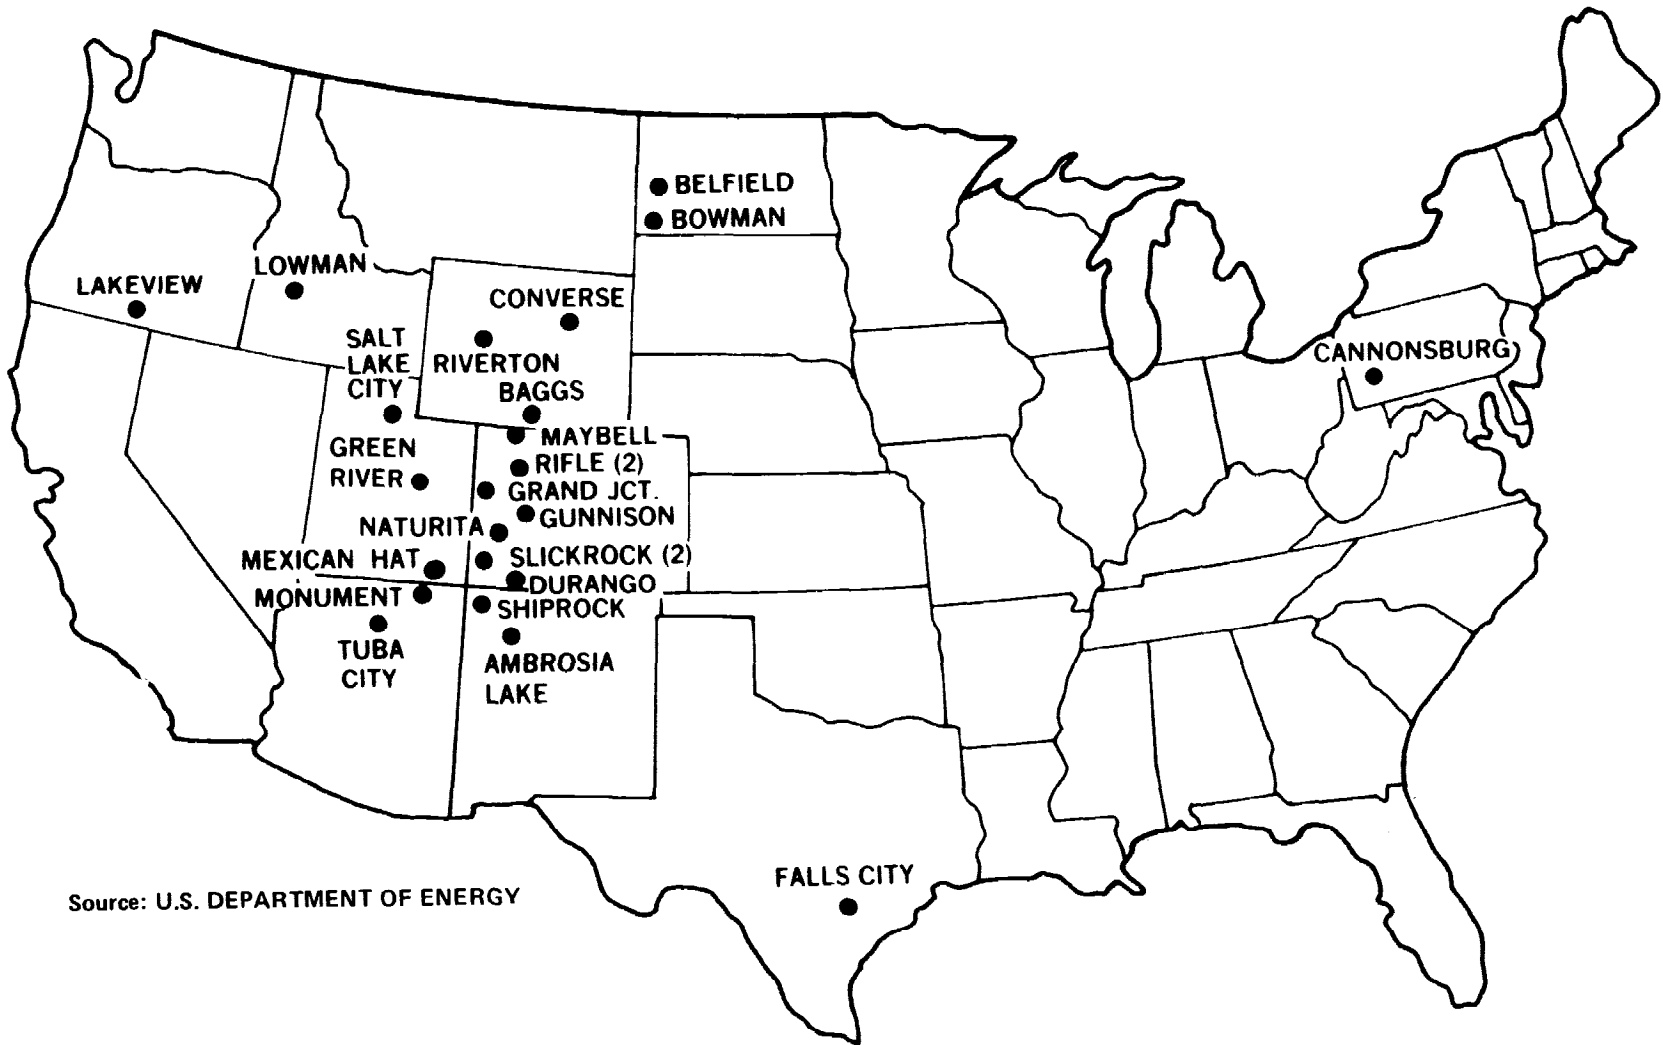 BELFIELD
BOWMAN
LOWMAN
LAKEVIEW
CONVERSE
SALT
LAKE
CITY
RIVERTON
BAGGS
CANNONSBURG
GREEN
RIVER
MAYBELL
RIFLE (2)
GRAND JCT.
GUNNISON
NATURITA
MEXICAN HAT
SLICKROCK (2)
DURANGO
MONUMENT
SHIPROCK
TUBA
CITY
AMBROSIA
LAKE
FALLS CITY
Source: U.S. DEPARTMENT OF ENERGY